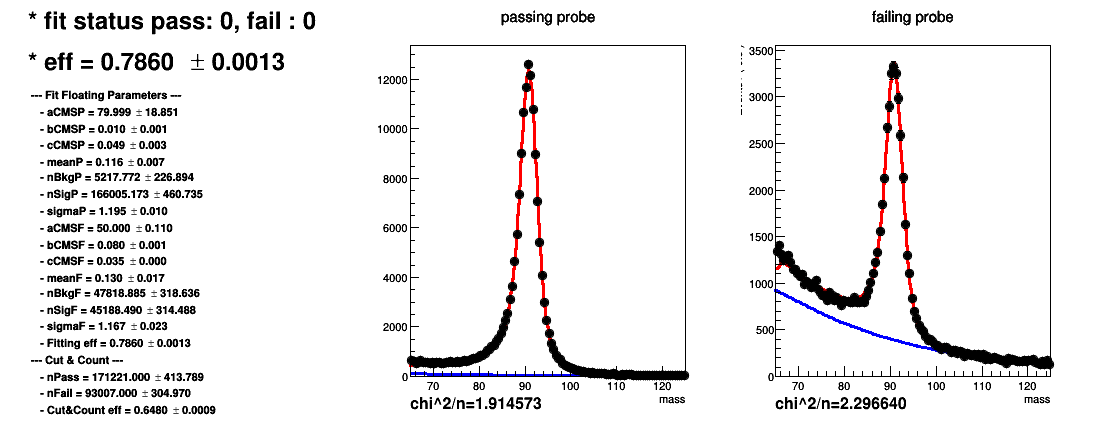 * fit status pass: 0, fail : 0
* eff = 0.7860 ± 0.0013
--- Fit Floating Parameters ---
- aCMSP = 79.999 ± 18.851
- bCMSP = 0.010 ± 0.001
- cCMSP = 0.049 ± 0.003
- meanP = 0.116 ± 0.007
- nBkgP = 5217.772 ± 226.894
- nSigP = 166005.173 ± 460.735
- sigmaP = 1.195 ± 0.010
- aCMSF = 50.000 ± 0.110
- bCMSF = 0.080 ± 0.001
- cCMSF = 0.035 ± 0.000
- meanF = 0.130 ± 0.017
- nBkgF = 47818.885 ± 318.636
- nSigF = 45188.490 ± 314.488
- sigmaF = 1.167 ± 0.023
- Fitting eff = 0.7860 ± 0.0013
--- Cut & Count ---
- nPass = 171221.000 ± 413.789
- nFail = 93007.000 ± 304.970
- Cut&Count eff = 0.6480 ± 0.0009
passing probe
12000
10000
8000
6000
4000
2000
0
70 80 90 100 110 120
mass
chi^2/n=1.914573
failing probe
3500
3000
2500
2000
1500
1000
500
0
70 80 90 100 110 120
mass
chi^2/n=2.296640